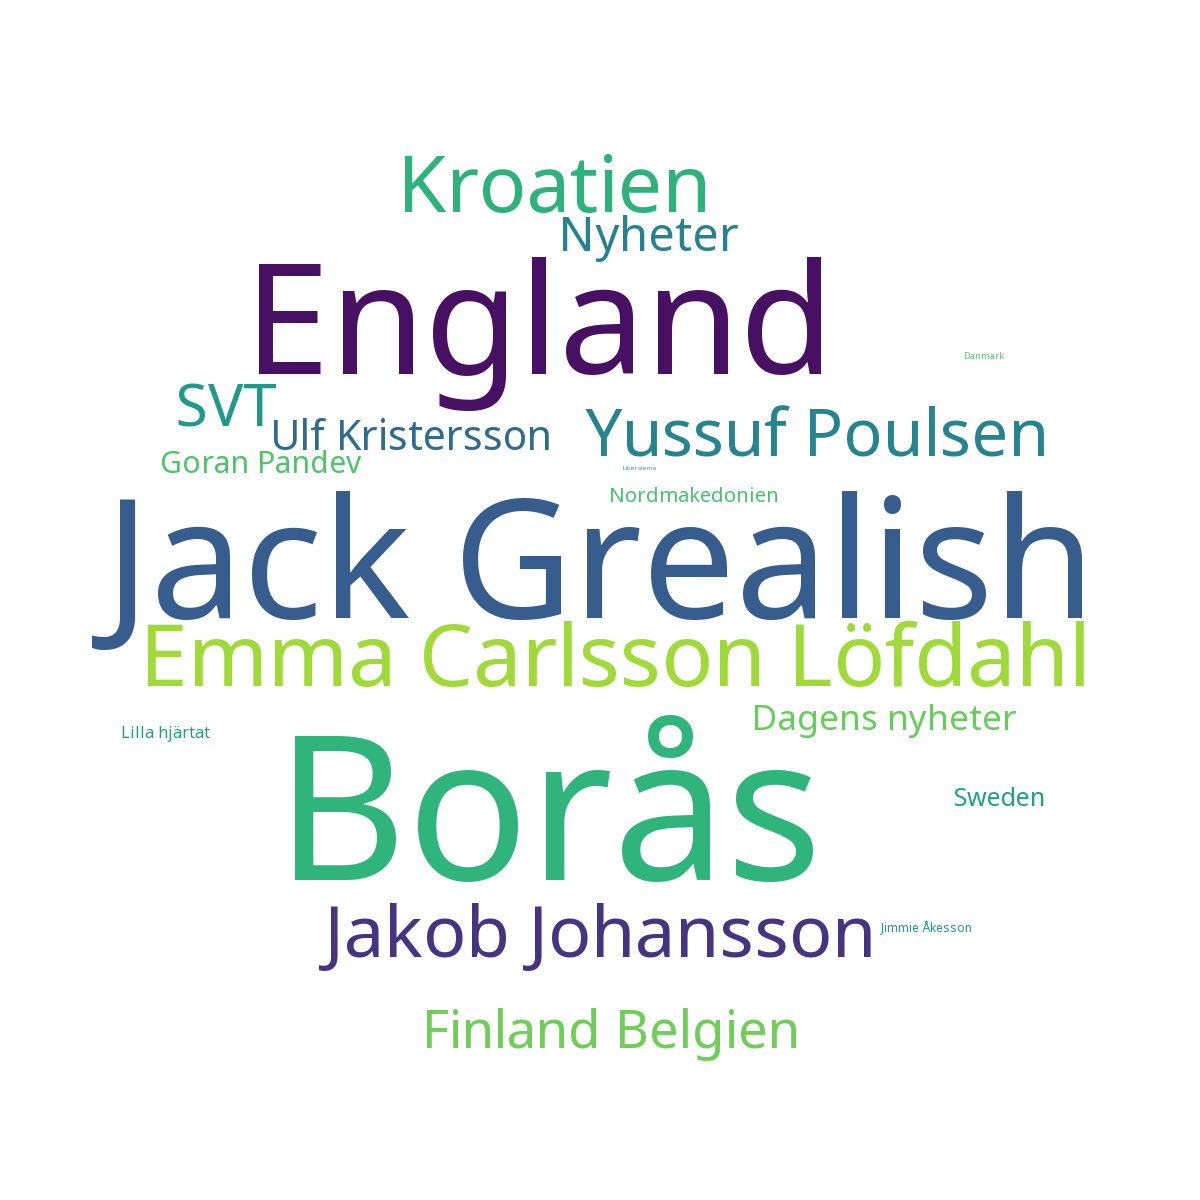 Kroatien
Nyheter
England
Danmark
SVT
Ulf Kristersson
Yussuf Poulsen
Goran Pandev
Liberalerna
Nordmakedonien
Jack Grealish
Emma Carlsson Löfdahl
Dagens nyheter
Lilla hjärtat
Borås
Sweden
Jakob Johansson
Jimmie Åkesson
Finland Belgien